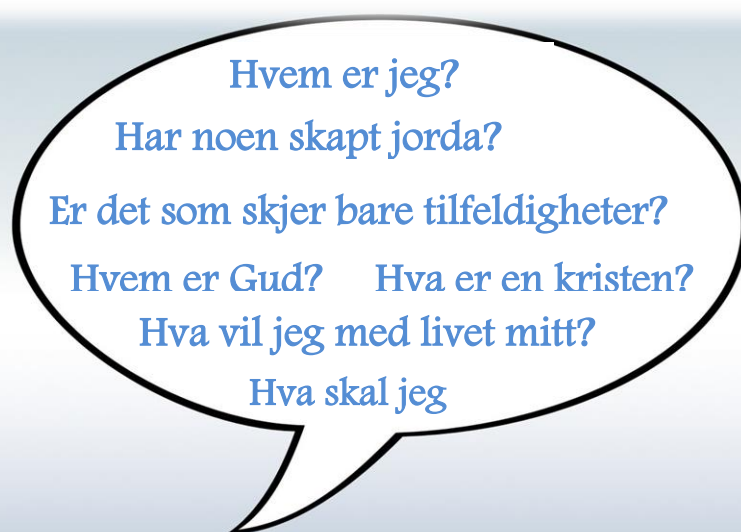 Hvem er jeg?
Har noen skapt jorda?
Er det som skjer bare tilfeldigheter?
Hvem er Gud? Hva er en kristen?
Hva vil jeg med livet mitt?
Hva skal jeg